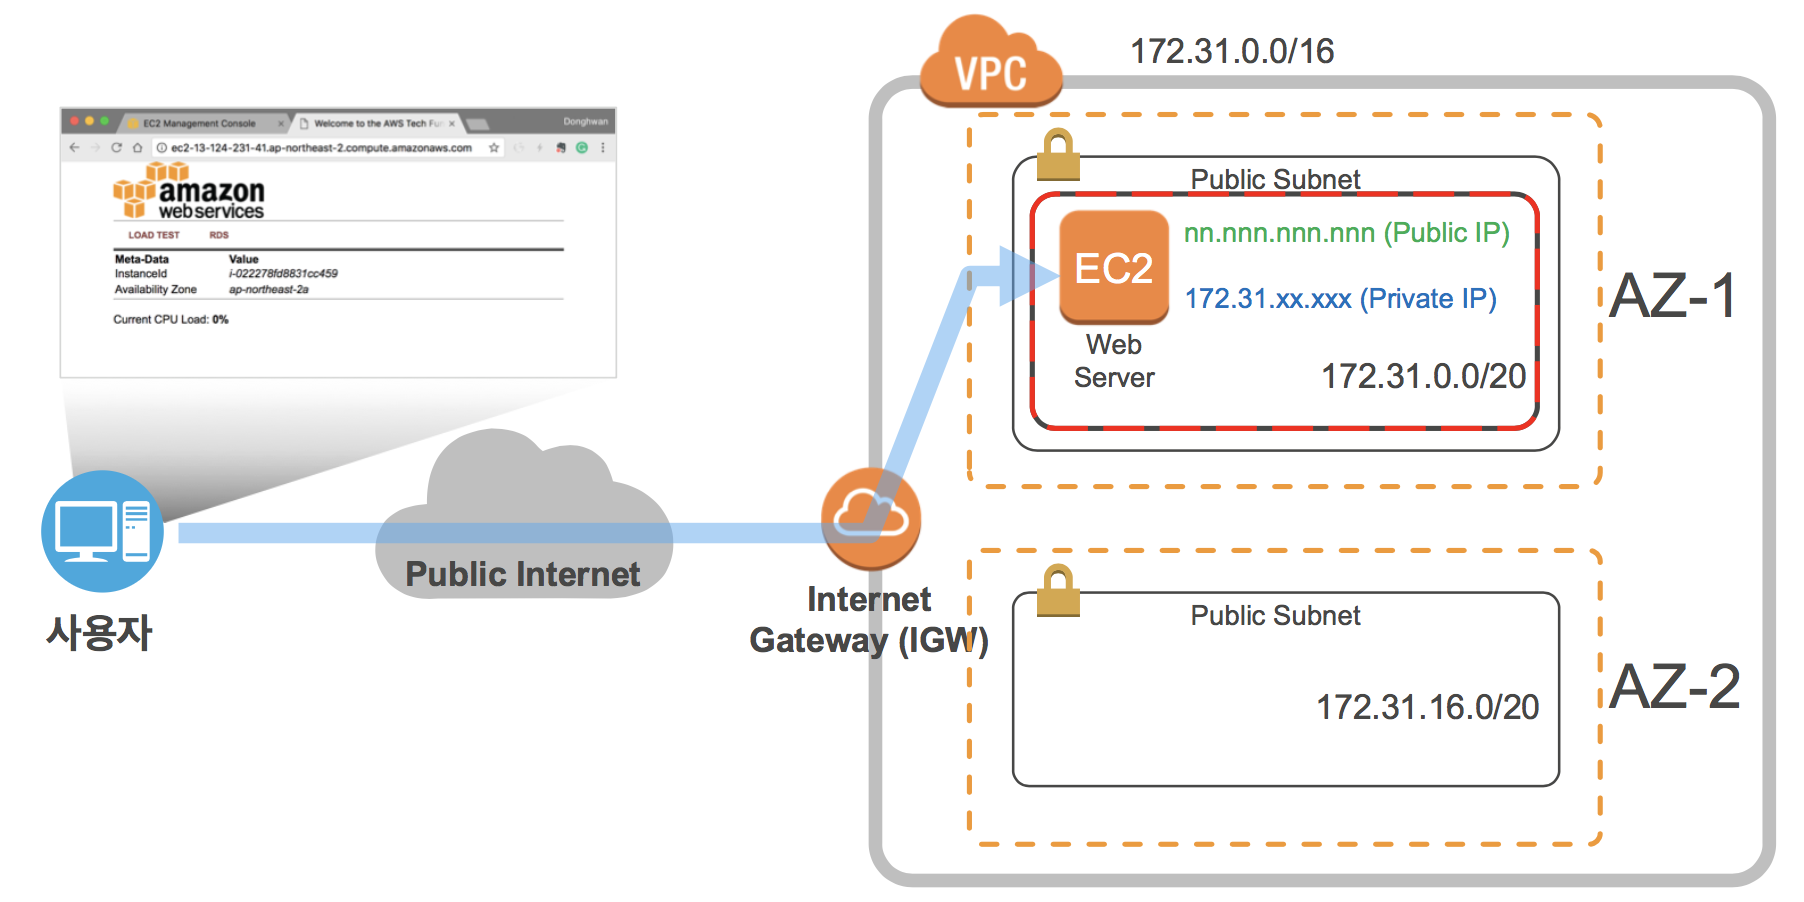 VPC
172.31.0.0/16
EC2 Management Console
Welcome to the AWS Tech Fun
Donghwan
ec2-13-124-231-41.ap-northeast-2.compute.amazonaws.com
amazon
webservices
LOAD TEST RDS
Meta-Data Value
InstanceId i-022278fd8831cc459
Availability Zone ap-northeast-2a
Current CPU Load: 0%
Public Subnet
EC2
nn.nnn.nnn.nnn (Public IP)
172.31.xx.xxx (Private IP)
Web
Server
172.31.0.0/20
AZ-1
사용자
Public Internet
Internet
Gateway (IGW)
Public Subnet
172.31.16.0/20
AZ-2